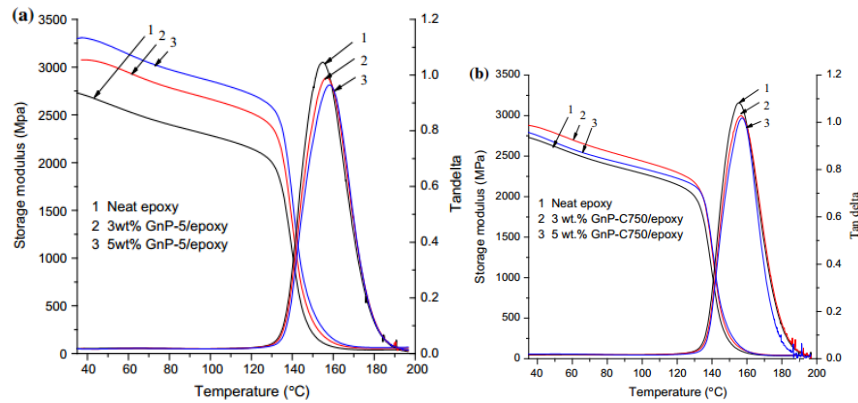 (a)
3500
3000
2500
2000
1500
1000
500
0
Storage modulus (Mpa)
1
2
3
1
2
3
1 Neat epoxy
2 3wt% GnP-5/epoxy
3 5wt% GnP-5/epoxy
1.2
1.0
0.8
0.6
0.4
0.2
0.0
Tandelta
40 60 80 100 120 140 160 180 200
Temperature (°C)
(b)
3500
3000
2500
2000
1500
1000
500
0
Storage modulus (MPa)
1
2
3
1
2
3
1 Neat epoxy
2 3 wt.% GnP-C750/epoxy
3 5 wt.% GnP-C750/epoxy
1.2
1.0
0.8
0.6
0.4
0.2
0.0
Tan delta
40 60 80 100 120 140 160 180 200
Temperature (°C)